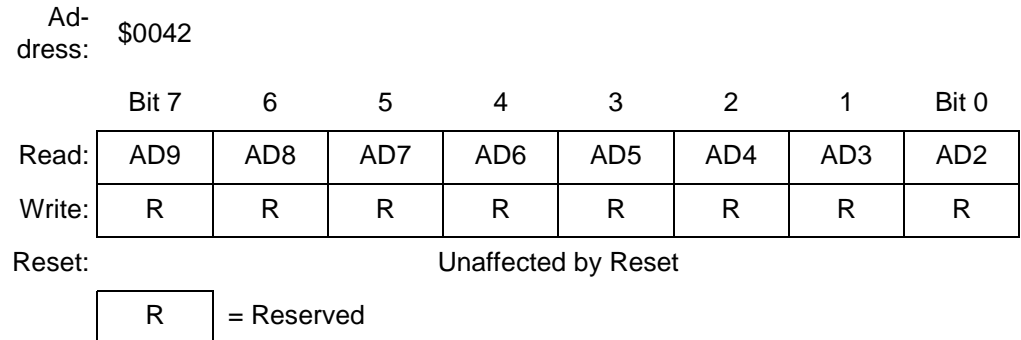 Ad-
dress: $0042
Bit 7 6 5 4 3 2 1 Bit 0
Read: AD9 AD8 AD7 AD6 AD5 AD4 AD3 AD2
Write: R R R R R R R R
Reset: Unaffected by Reset
R = Reserved